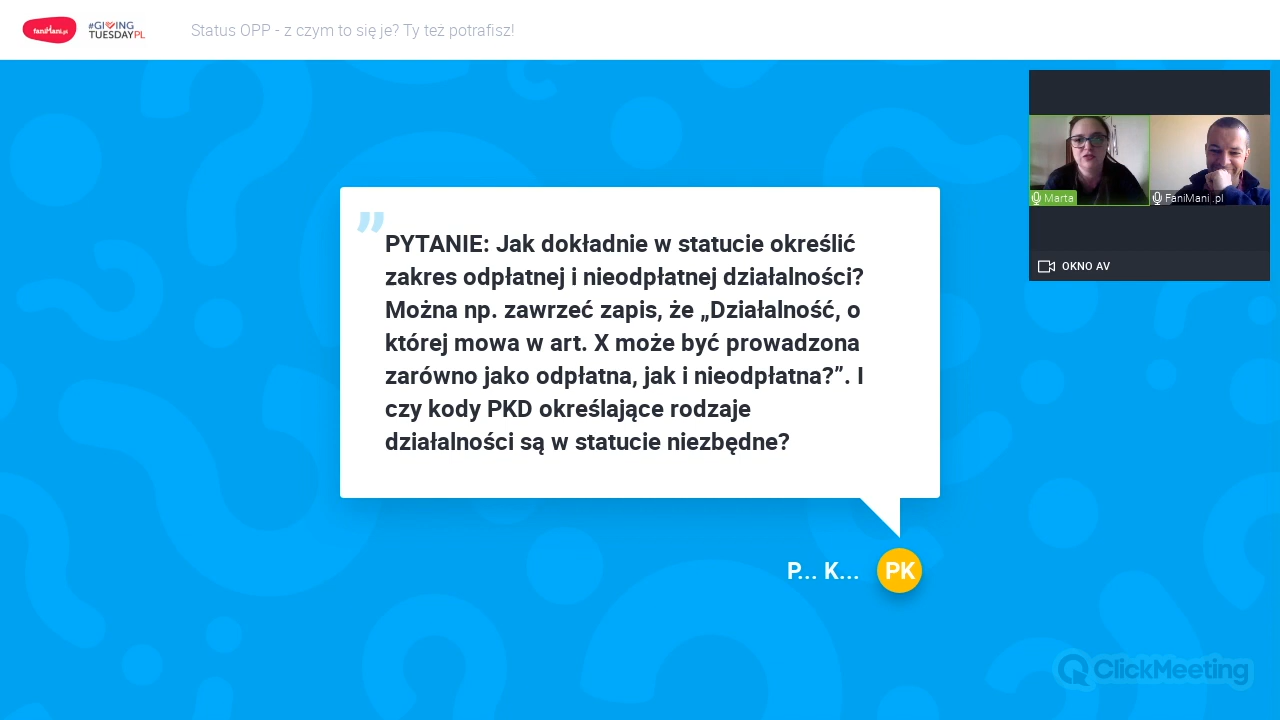 faniMani.pl
#GIVING
TUESDAYPL
Status OPP - z czym to się je? Ty też potrafisz!
Marta
FaniMani .pl
OKNO AV
”
PYTANIE: Jak dokładnie w statucie określić
zakres odpłatnej i nieodpłatnej działalności?
Można np. zawrzeć zapis, że „Działalność, o
której mowa w art. X może być prowadzona
zarówno jako odpłatna, jak i nieodpłatna?”. I
czy kody PKD określające rodzaje
działalności są w statucie niezbędne?
P... K...
PK
ClickMeeting